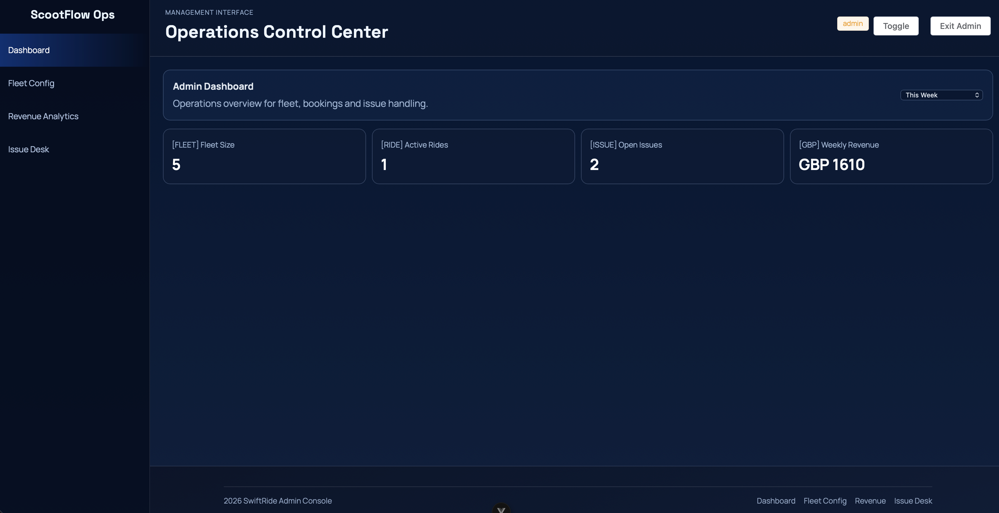 ScootFlow Ops
Dashboard
Fleet Config
Revenue Analytics
Issue Desk
MANAGEMENT INTERFACE
Operations Control Center
admin
Toggle
Exit Admin
Admin Dashboard
Operations overview for fleet, bookings and issue handling.
This Week
[FLEET] Fleet Size
5
[RIDE] Active Rides
1
[ISSUE] Open Issues
2
[GBP] Weekly Revenue
GBP 1610
2026 SwiftRide Admin Console
Dashboard Fleet Config Revenue Issue Desk